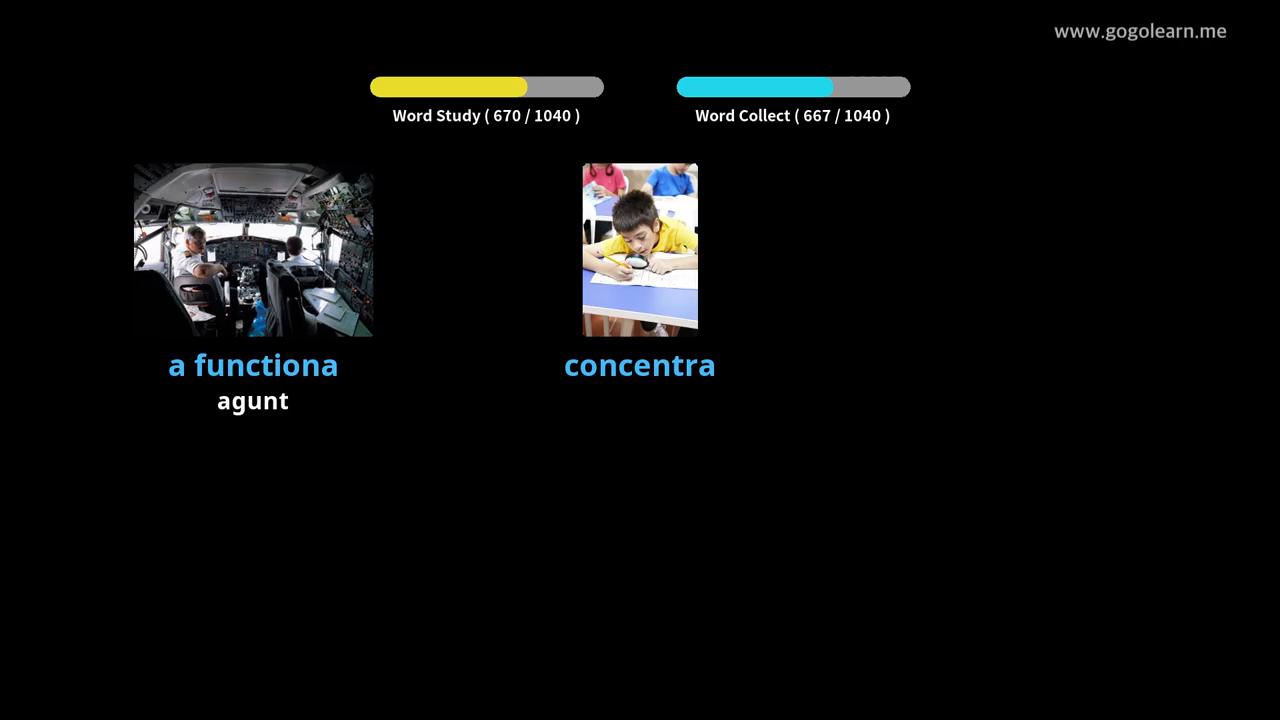 www.gogolearn.me
Word Study ( 670 / 1040 )
Word Collect ( 667 / 1040 )
a functiona
agunt
concentra